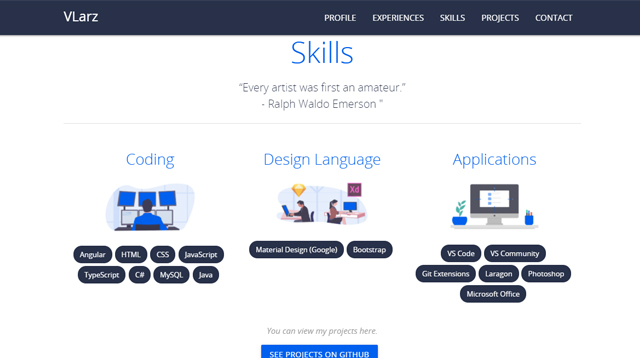 VLarz
PROFILE EXPERIENCES SKILLS PROJECTS CONTACT
Skills
“Every artist was first an amateur.”
- Ralph Waldo Emerson "
Coding
Angular HTML CSS JavaScript
TypeScript C# MySQL Java
Design Language
Xd
Material Design (Google) Bootstrap
Applications
VS Code VS Community
Git Extensions Laragon Photoshop
Microsoft Office
You can view my projects here.
SEE PROJECTS ON GITHUB